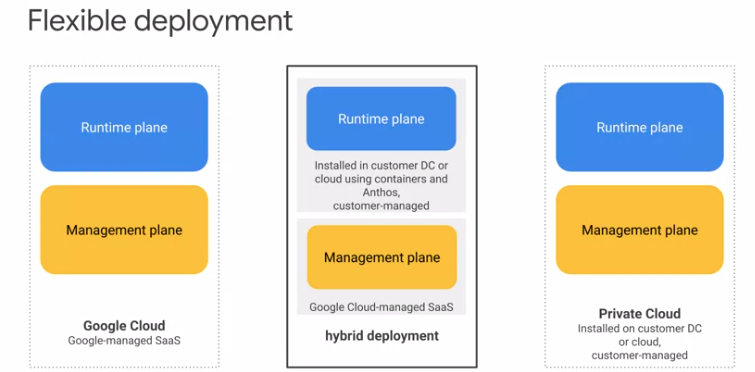 Flexible deployment
Runtime plane
Management plane
Google Cloud
Google-managed SaaS
Runtime plane
Installed in customer DC or
cloud using containers and
Anthos,
customer-managed
Management plane
Google Cloud-managed SaaS
hybrid deployment
Runtime plane
Management plane
Private Cloud
Installed on customer DC
or cloud,
customer-managed